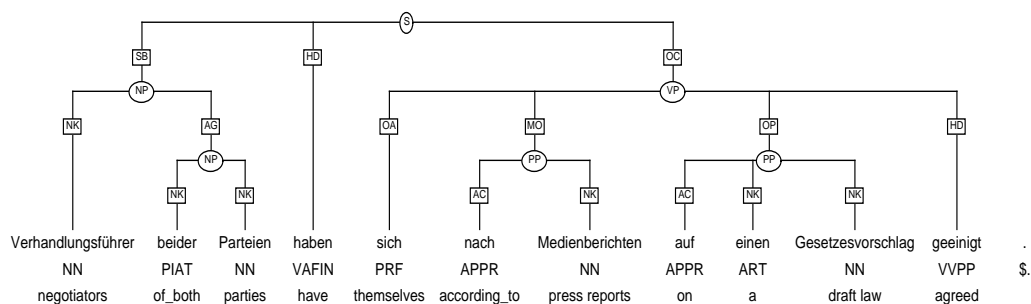 S
SB HD OC
NP VP
NK AG OA MO OP HD
NP PP PP
NK NK AC NK AC NK NK
Verhandlungsführer beider Parteien haben sich nach Medienberichten auf einen Gesetzesvorschlag geeinigt .
NN PIAT NN VAFIN PRF APPR NN APPR ART NN VVPP $.
negotiators of_both parties have themselves according_to press reports on a draft law agreed